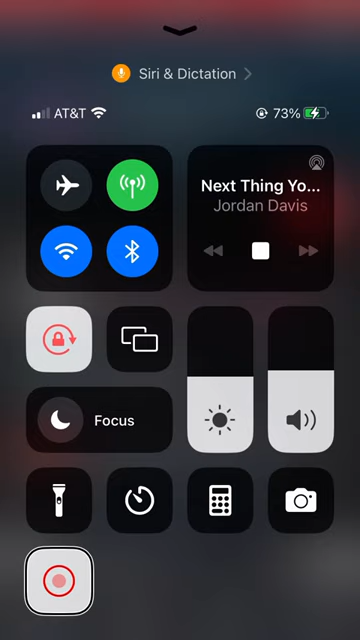 Siri & Dictation
AT&T
73%
Next Thing Yo...
Jordan Davis
Focus